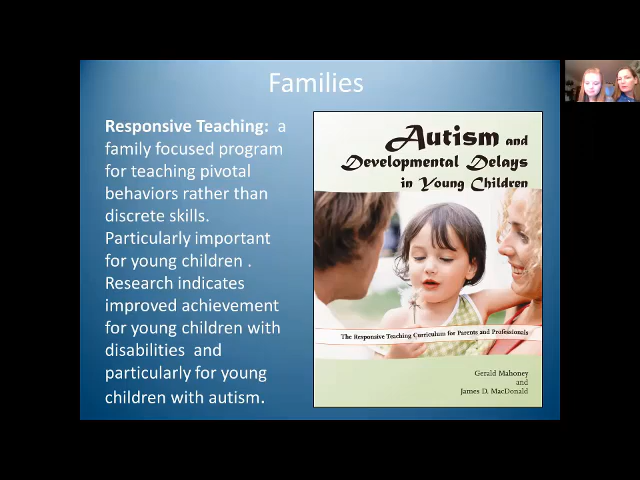 Families
Responsive Teaching: a
family focused program
for teaching pivotal
behaviors rather than
discrete skills.
Particularly important
for young children .
Research indicates
improved achievement
for young children with
disabilities and
particularly for young
children with autism.
Autism and
Developmental Delays
in Young Children
The Responsive Teaching Curriculum for Parents and Professionals
Gerald Mahoney
and
James D. MacDonald